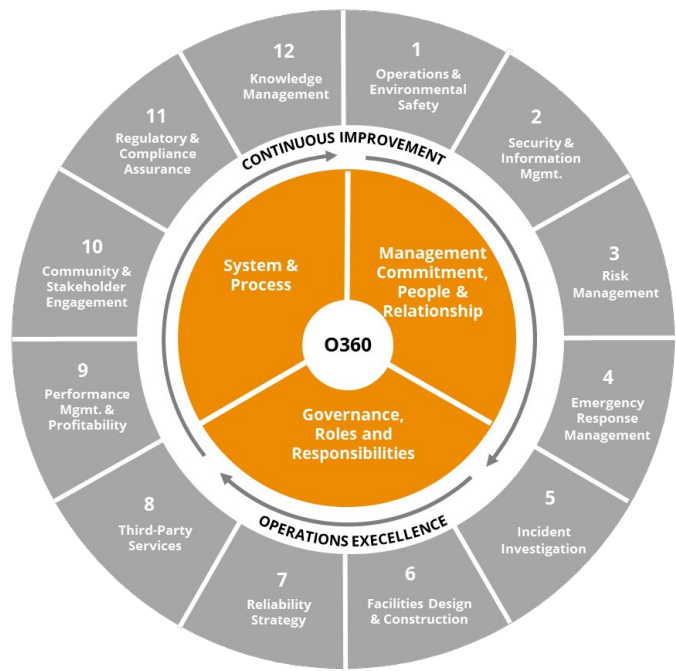 12
Knowledge
Management
1
Operations &
Environmental
Safety
2
Security &
Information
Mgmt.
3
Risk
Management
4
Emergency
Response
Management
5
Incident
Investigation
6
Facilities Design
& Construction
7
Reliability
Strategy
8
Third-Party
Services
9
Performance
Mgmt. &
Profitability
10
Community &
Stakeholder
Engagement
11
Regulatory &
Compliance
Assurance
CONTINUOUS IMPROVEMENT
System &
Process
Management
Commitment,
People &
Relationship
O360
Governance,
Roles and
Responsibilities
OPERATIONS EXECELLENCE